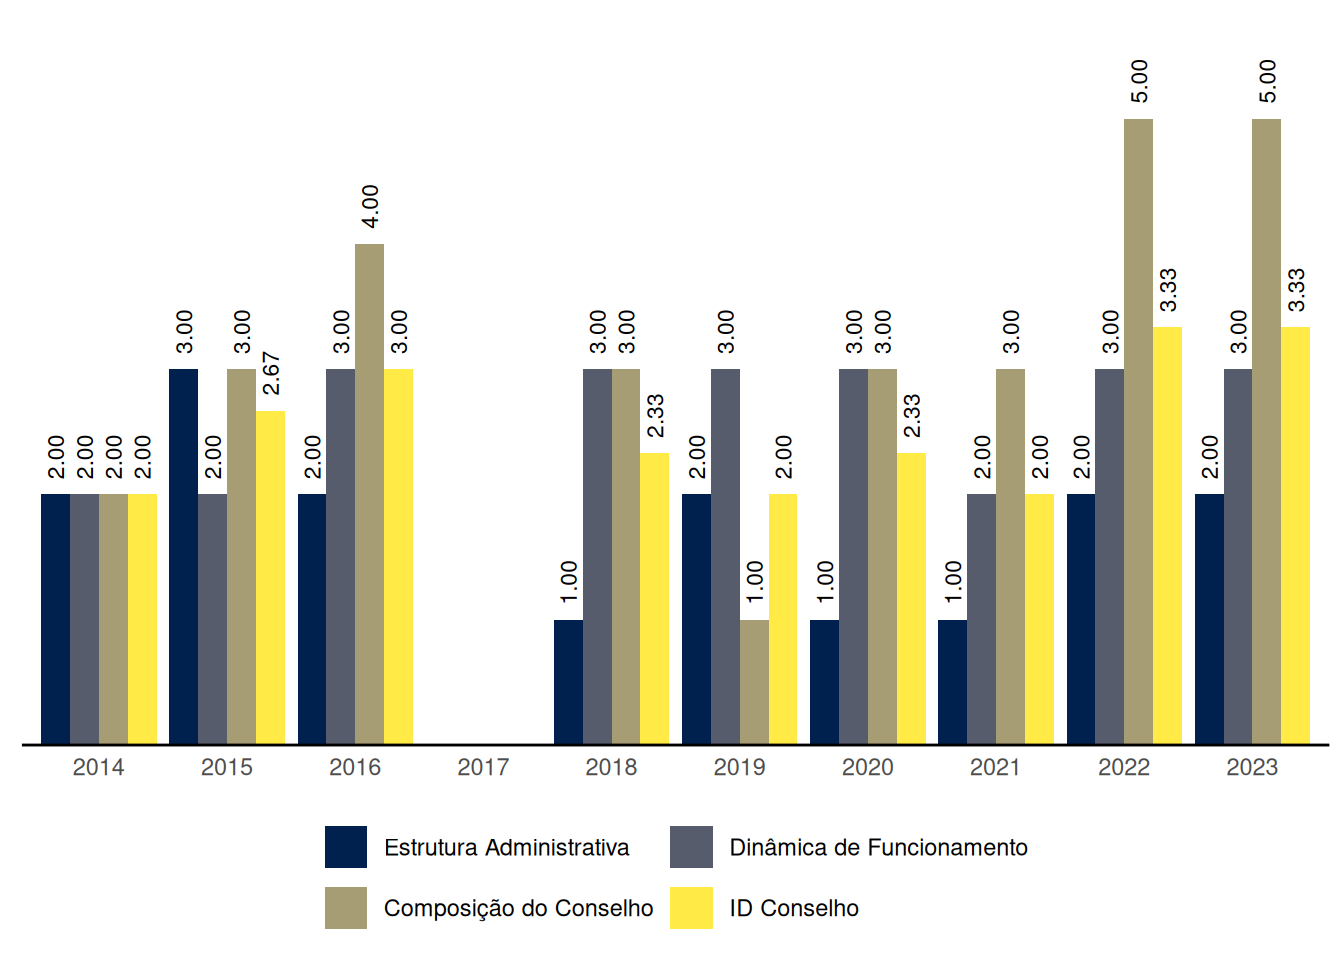 5.00 5.00
4.00
3.33 3.33
3.00 3.00 3.00 3.00 3.00 3.00 3.00 3.00 3.00 3.00 3.00 3.00
2.67
2.33 2.33
2.00 2.00 2.00 2.00 2.00 2.00 2.00 2.00 2.00 2.00 2.00 2.00
1.00 1.00 1.00 1.00
2014 2015 2016 2017 2018 2019 2020 2021 2022 2023
Estrutura Administrativa Dinâmica de Funcionamento
Composição do Conselho ID Conselho